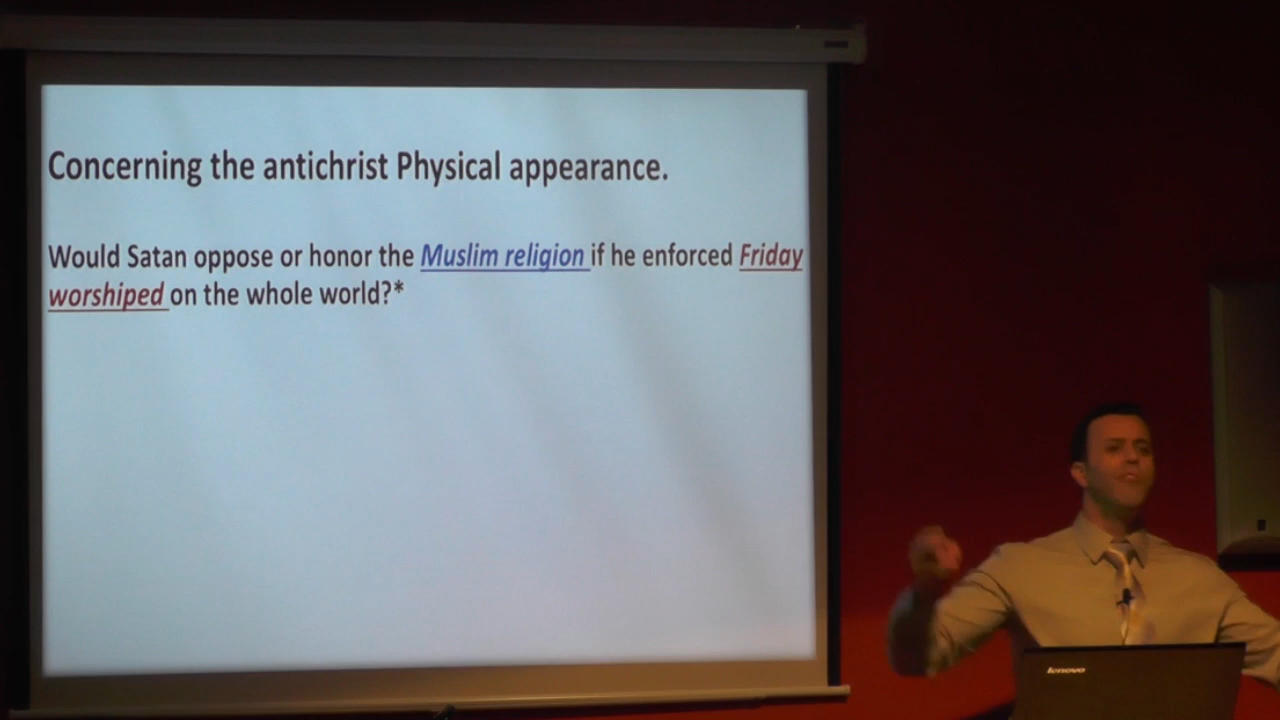 Concerning the antichrist Physical appearance.
Would Satan oppose or honor the Muslim religion if he enforced Friday
worshiped on the whole world?*
lenovo